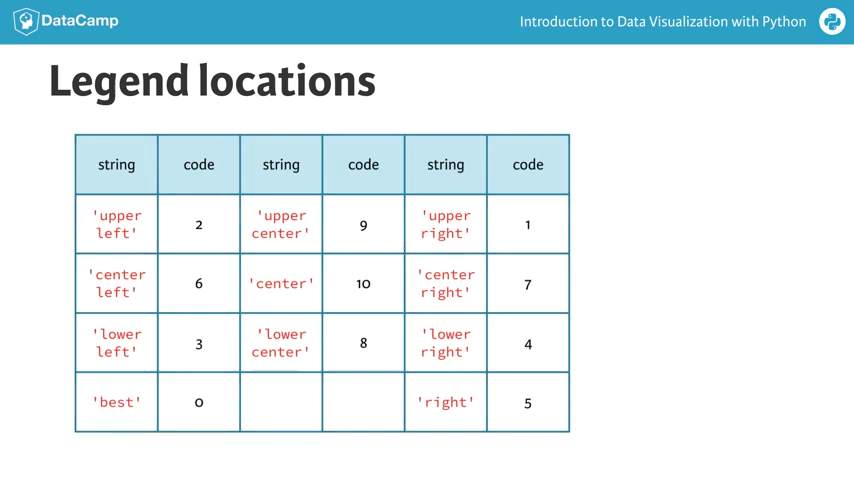 DataCamp
Introduction to Data Visualization with Python
Legend locations
string code string code string code
'upper left' 2 'upper center' 9 'upper right' 1
'center left' 6 'center' 10 'center right' 7
'lower left' 3 'lower center' 8 'lower right' 4
'best' 0 'right' 5